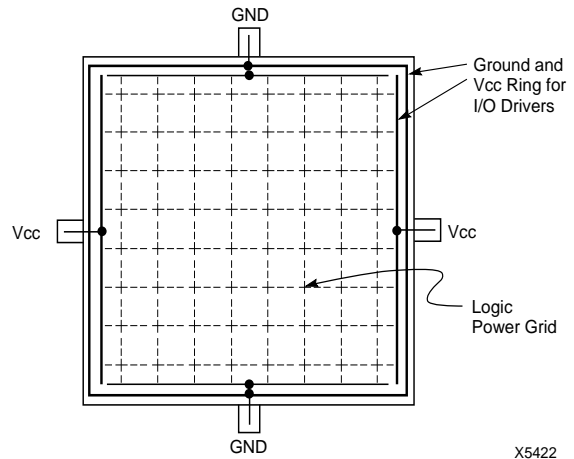 GND
Ground and
Vcc Ring for
I/O Drivers
Vcc
Vcc
Logic
Power Grid
GND
X5422